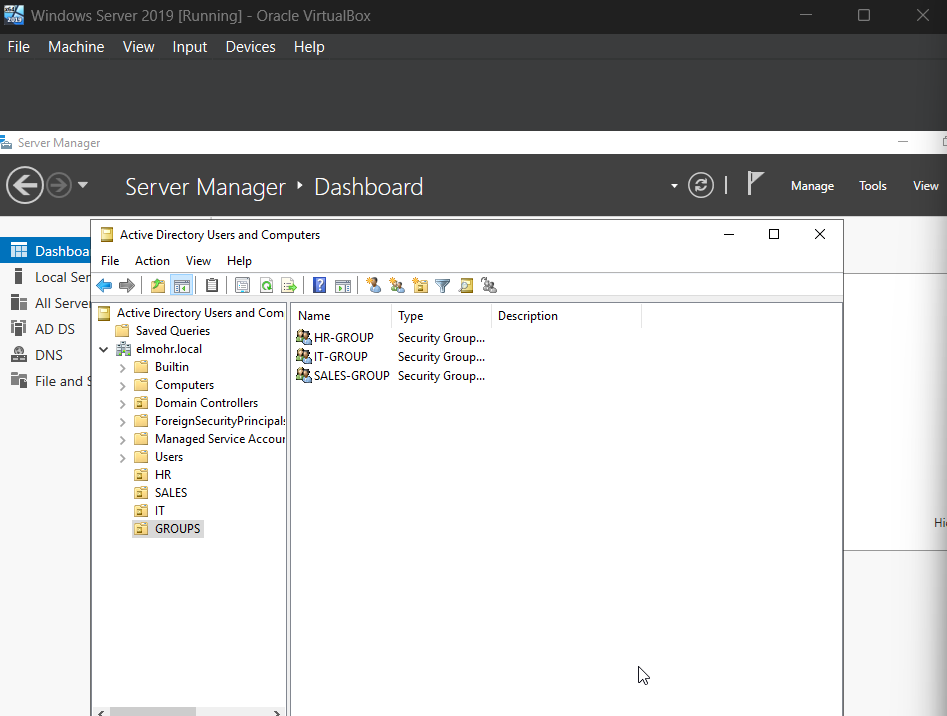 Windows Server 2019 [Running] - Oracle VirtualBox
File Machine View Input Devices Help
Server Manager
Server Manager Dashboard
Manage Tools View
Active Directory Users and Computers
File Action View Help
Dashboa
Local Ser
All Server
AD DS
DNS
File and S
Active Directory Users and Com
Saved Queries
elmohr.local
Builtin
Computers
Domain Controllers
ForeignSecurityPrincipals
Managed Service Accoun
Users
HR
SALES
IT
GROUPS
Name Type Description
HR-GROUP Security Group...
IT-GROUP Security Group...
SALES-GROUP Security Group...
Hi